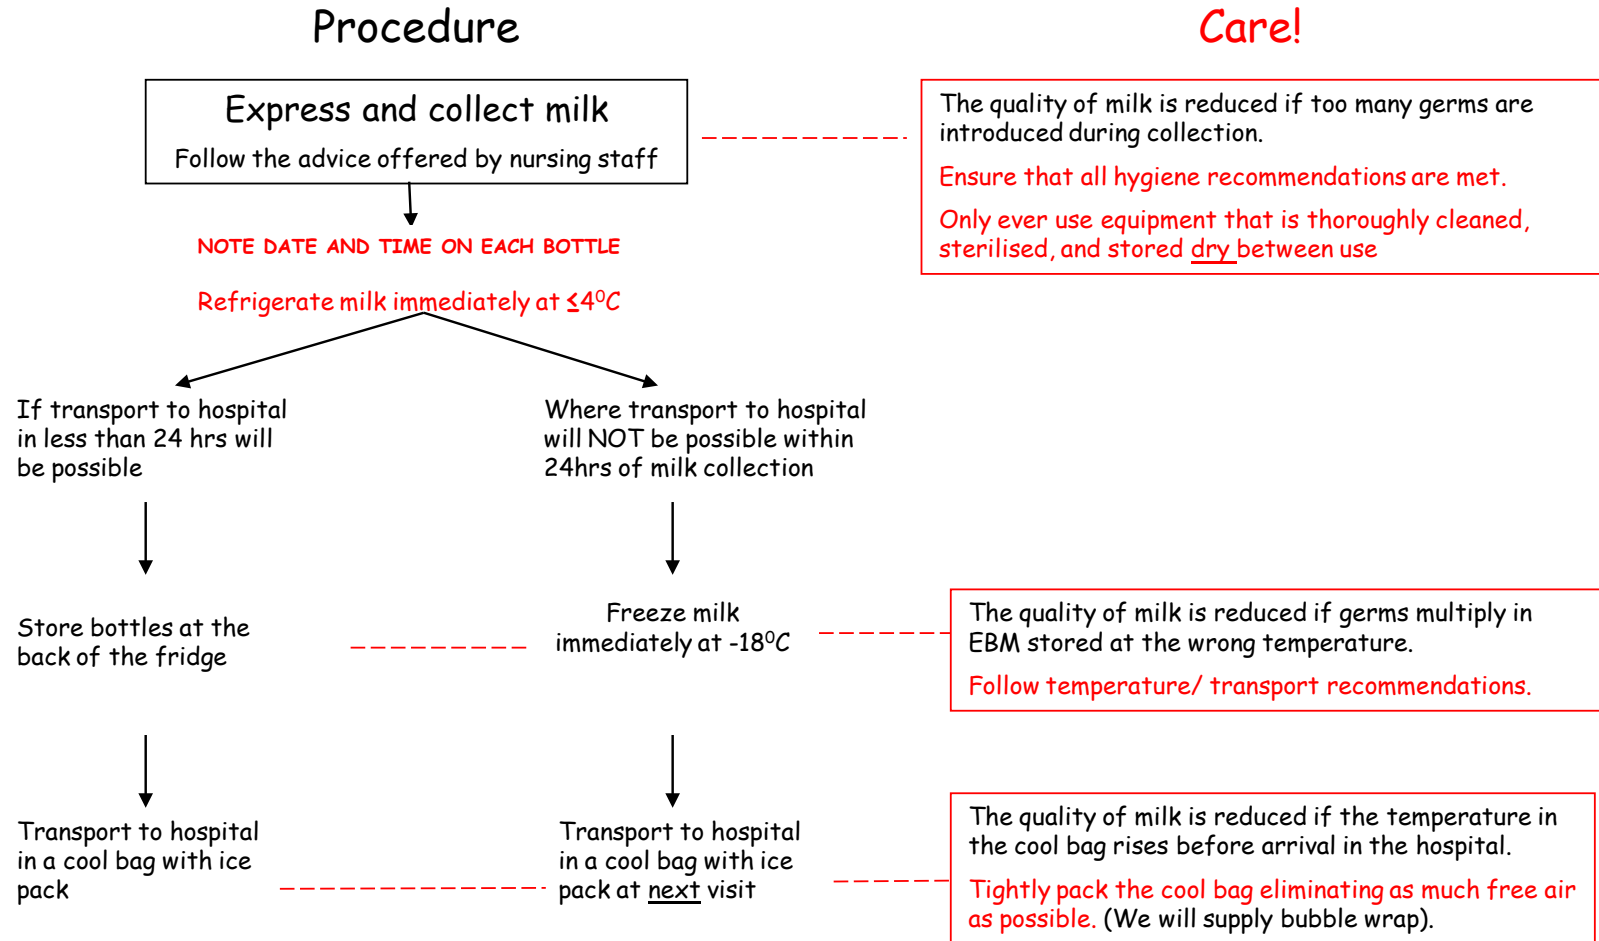 Procedure
Care!
Express and collect milk
Follow the advice offered by nursing staff
The quality of milk is reduced if too many germs are
introduced during collection.
Ensure that all hygiene recommendations are met.
Only ever use equipment that is thoroughly cleaned,
sterilised, and stored dry between use
NOTE DATE AND TIME ON EACH BOTTLE
Refrigerate milk immediately at ≤4⁰C
If transport to hospital
in less than 24 hrs will
be possible
Where transport to hospital
will NOT be possible within
24hrs of milk collection
Store bottles at the
back of the fridge
Freeze milk
immediately at -18⁰C
The quality of milk is reduced if germs multiply in
EBM stored at the wrong temperature.
Follow temperature/ transport recommendations.
Transport to hospital
in a cool bag with ice
pack
Transport to hospital
in a cool bag with ice
pack at next visit
The quality of milk is reduced if the temperature in
the cool bag rises before arrival in the hospital.
Tightly pack the cool bag eliminating as much free air
as possible. (We will supply bubble wrap).